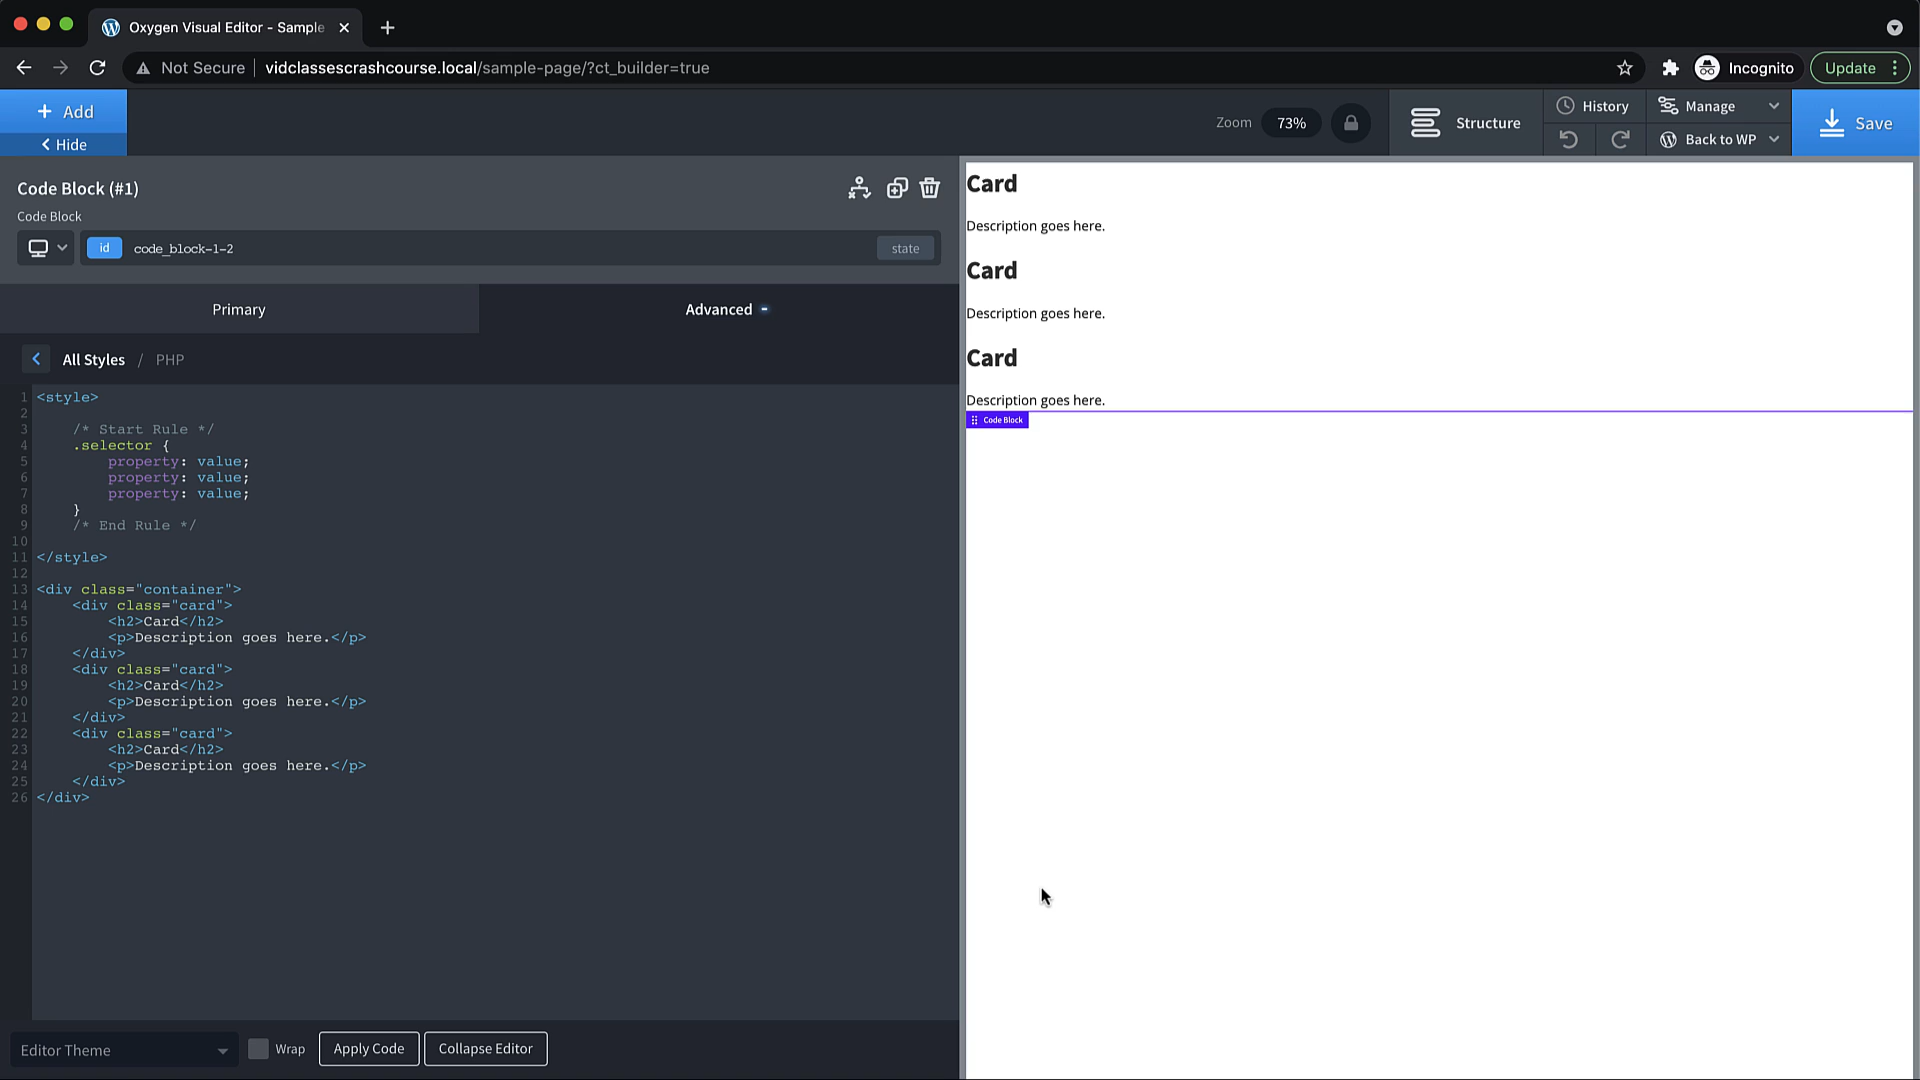 Oxygen Visual Editor - Sample
Not Secure
vidclassescrashcourse.local/sample-page/?ct_builder=true
Incognito
Update
+ Add
Hide
Zoom
73%
Structure
History
Manage
Back to WP
Save
Code Block (#1)
Code Block
id
code_block-1-2
state
Primary
Advanced -
All Styles / PHP
1 <style>
2
3 /* Start Rule */
4 .selector {
5 property: value;
6 property: value;
7 property: value;
8 }
9 /* End Rule */
10
11 </style>
12
13 <div class="container">
14 <div class="card">
15 <h2>Card</h2>
16 <p>Description goes here.</p>
17 </div>
18 <div class="card">
19 <h2>Card</h2>
20 <p>Description goes here.</p>
21 </div>
22 <div class="card">
23 <h2>Card</h2>
24 <p>Description goes here.</p>
25 </div>
26 </div>
Editor Theme
Wrap
Apply Code
Collapse Editor
Card
Description goes here.
Card
Description goes here.
Card
Description goes here.
Code Block